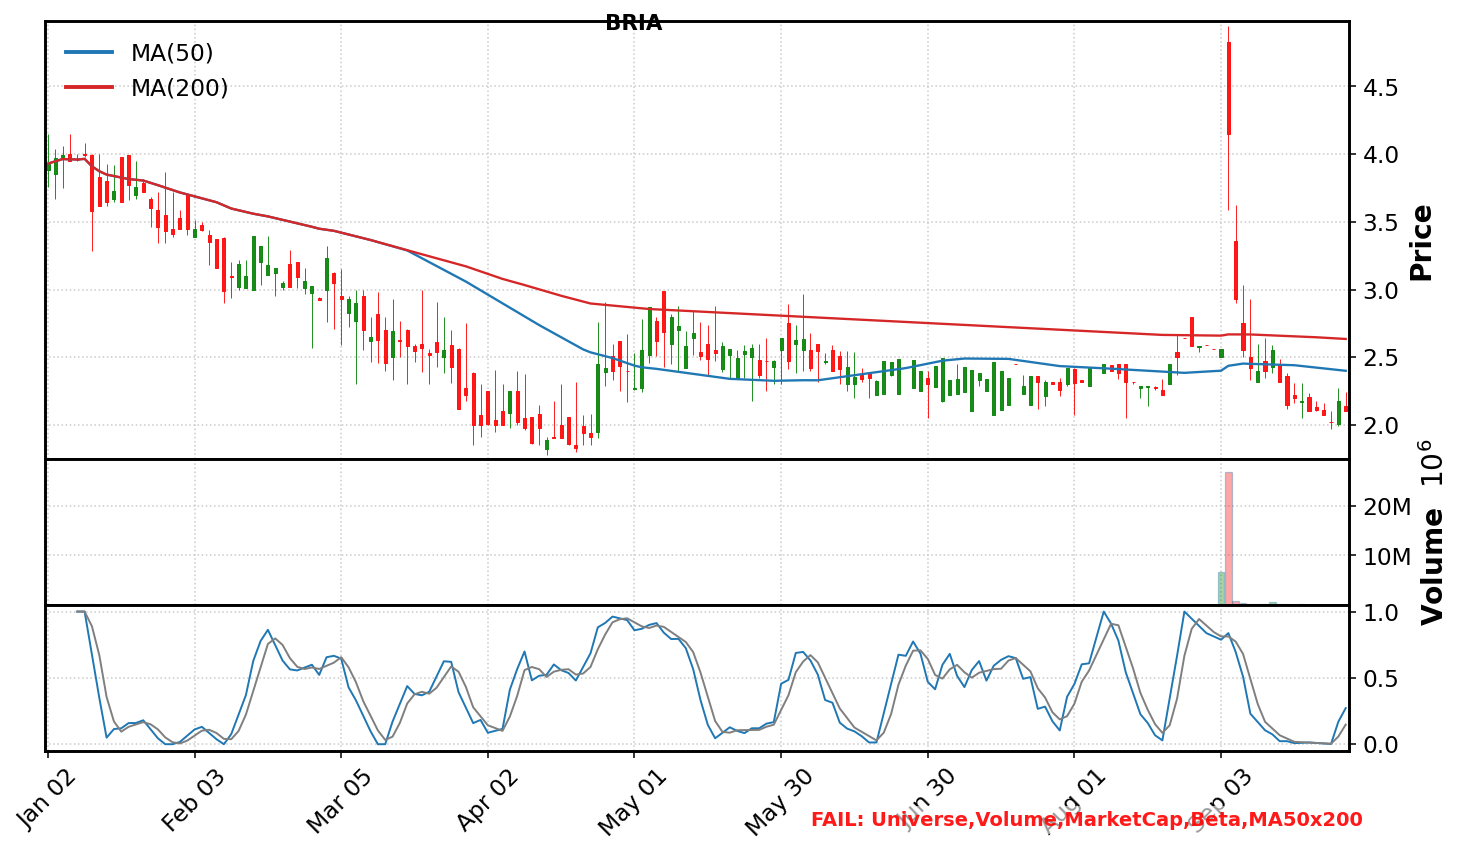 BRIA
MA(50)
MA(200)
4.5
4.0
3.5
3.0
2.5
2.0
Price
20M
10M
Volume 10^6
1.0
0.5
0.0
Jan 02
Feb 03
Mar 05
Apr 02
May 01
May 30
Jun 30
Aug 01
Sep 03
FAIL: Universe,Volume,MarketCap,Beta,MA50x200